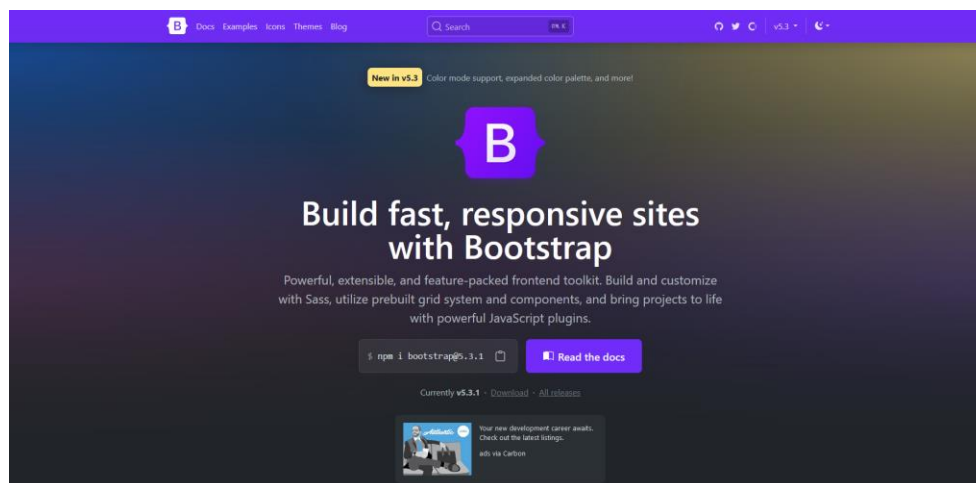 B Docs Examples Icons Themes Blog Search v5.3
New in v5.3 Color mode support, expanded color palette, and more!
B
Build fast, responsive sites
with Bootstrap
Powerful, extensible, and feature-packed frontend toolkit. Build and customize
with Sass, utilize prebuilt grid system and components, and bring projects to life
with powerful JavaScript plugins.
$ npm i bootstrap@5.3.1 Read the docs
Currently v5.3.1 · Download · All releases
Your new development career awaits.
Check out the latest listings.
ads via Carbon